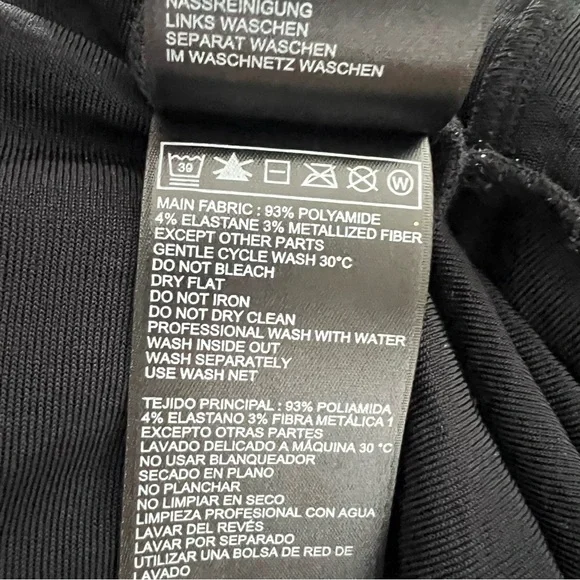 NASSREINIGUNG
LINKS WASCHEN
SEPARAT WASCHEN
IM WASCHNETZ WASCHEN
30 W
MAIN FABRIC : 93% POLYAMIDE
4% ELASTANE 3% METALLIZED FIBER
EXCEPT OTHER PARTS
GENTLE CYCLE WASH 30°C
DO NOT BLEACH
DRY FLAT
DO NOT IRON
DO NOT DRY CLEAN
PROFESSIONAL WASH WITH WATER
WASH INSIDE OUT
WASH SEPARATELY
USE WASH NET
TEJIDO PRINCIPAL : 93% POLIAMIDA
4% ELASTANO 3% FIBRA METÁLICA 1
EXCEPTO OTRAS PARTES
LAVADO DELICADO A MÁQUINA 30 °C
NO USAR BLANQUEADOR
SECADO EN PLANO
NO PLANCHAR
NO LIMPIAR EN SECO
LIMPIEZA PROFESIONAL CON AGUA
LAVAR DEL REVÉS
LAVAR POR SEPARADO
UTILIZAR UNA BOLSA DE RED DE
LAVADO